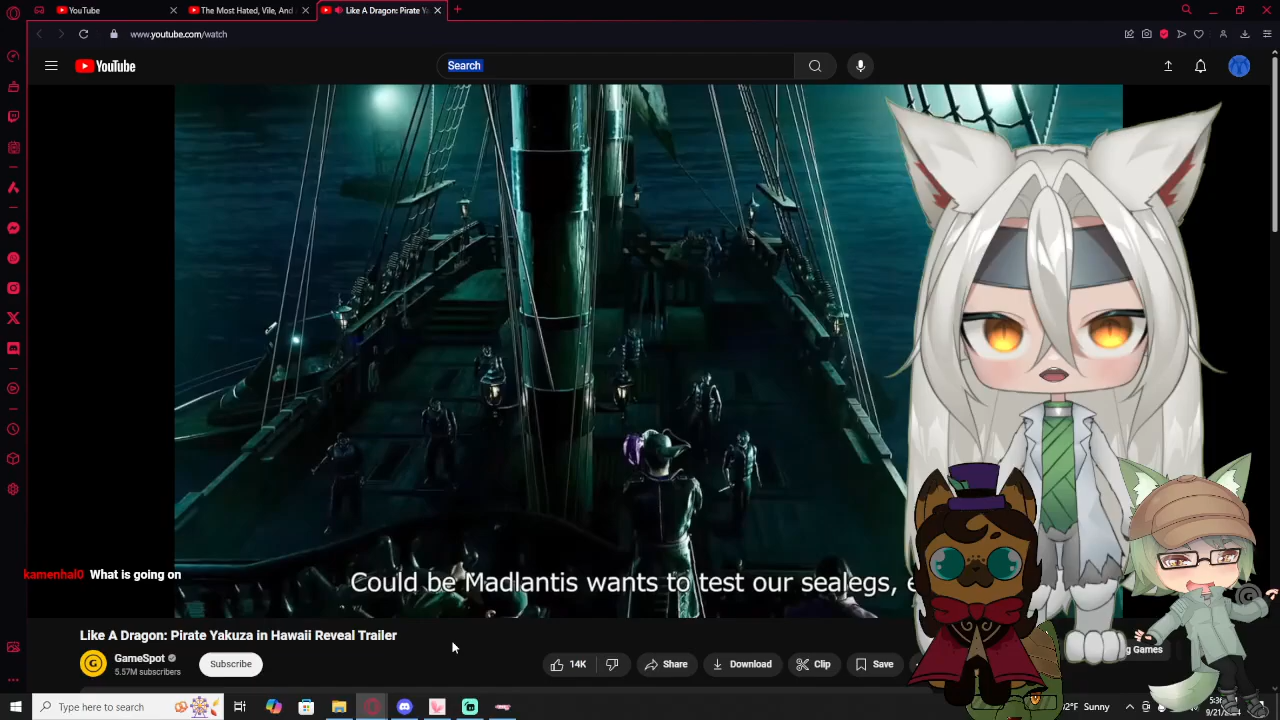 YouTube
The Most Hated, Vile, And
Like A Dragon: Pirate Y
www.youtube.com/watch
YouTube
Search
kamenhal0 What is going on
Could be Madlantis wants to test our sealegs,
Like A Dragon: Pirate Yakuza in Hawaii Reveal Trailer
G
GameSpot
5.57M subscribers
Subscribe
14K
Share
Download
Clip
Save
Games
Type here to search
Sunny